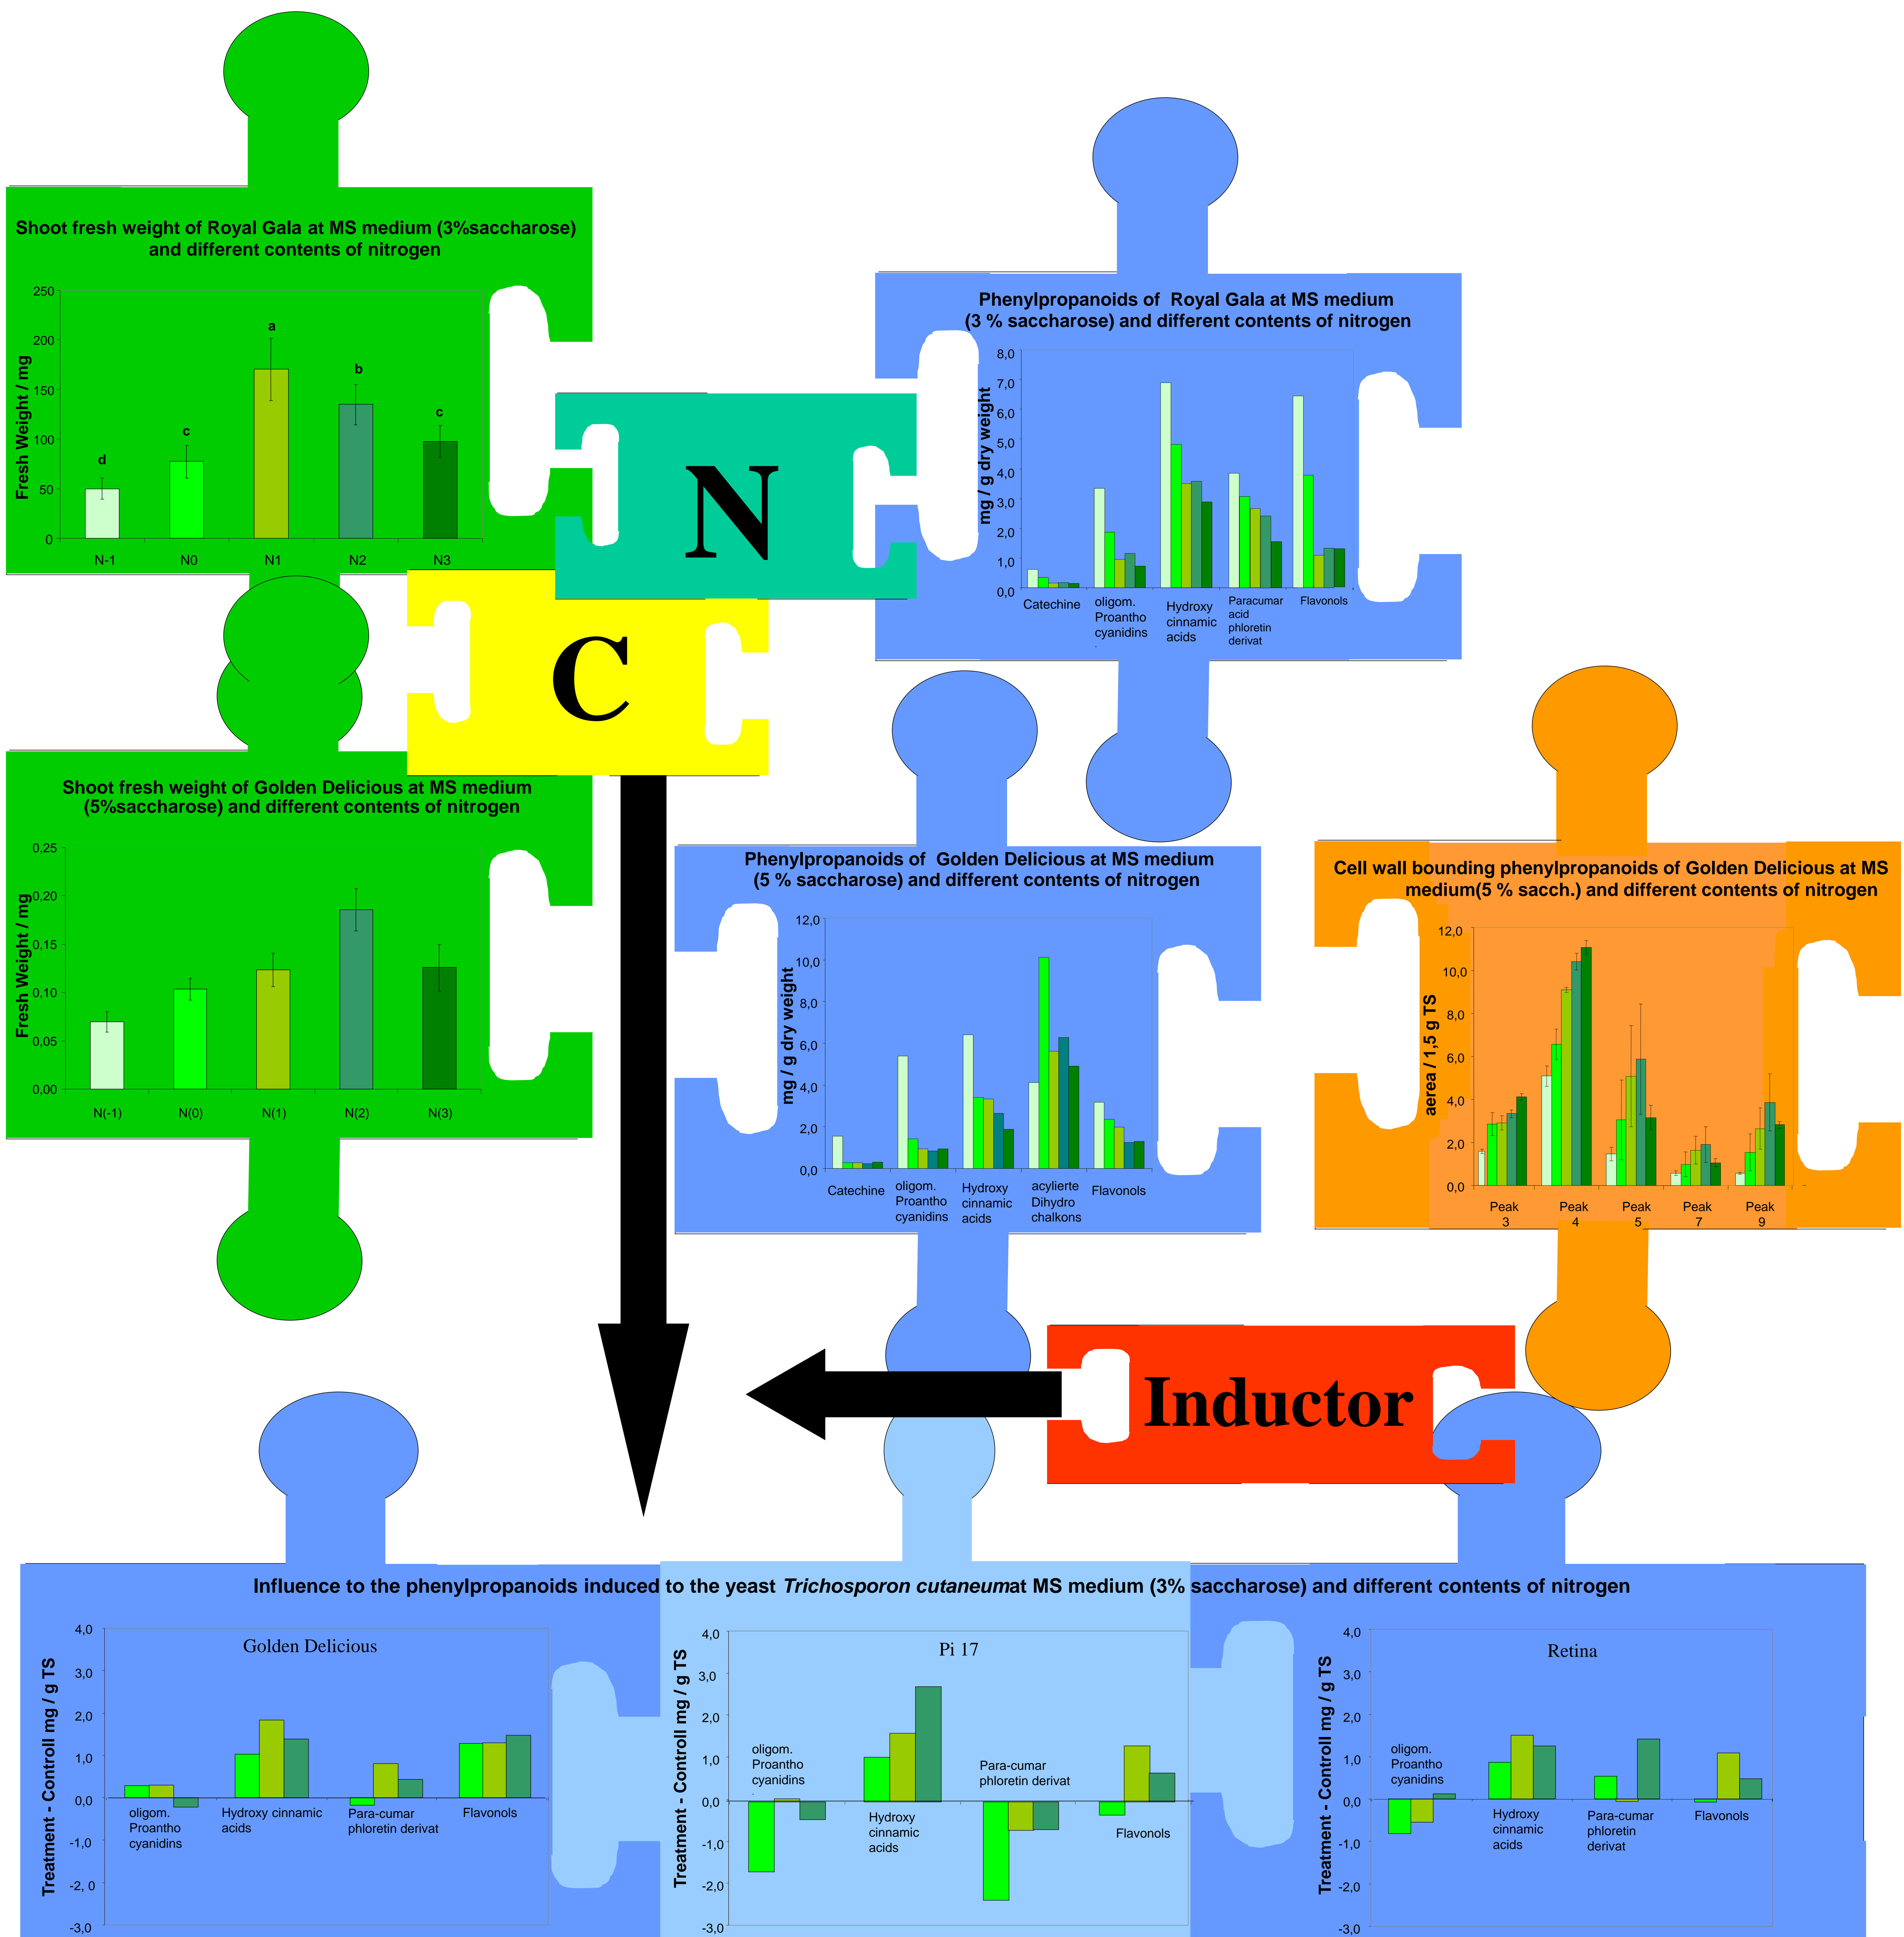 Shoot fresh weight of Royal Gala at MS medium (3%saccharose)
and different contents of nitrogen
Fresh Weight / mg
250
200
150
100
50
0
d
c
a
b
c
N-1
N0
N1
N2
N3
N
C
Phenylpropanoids of Royal Gala at MS medium
(3 % saccharose) and different contents of nitrogen
mg / g dry weight
8,0
7,0
6,0
5,0
4,0
3,0
2,0
1,0
0,0
Catechine
oligom.
Proantho
cyanidins
.
Hydroxy
cinnamic
acids
Paracumar
acid
phloretin
derivat
Flavonols
Shoot fresh weight of Golden Delicious at MS medium
(5%saccharose) and different contents of nitrogen
Fresh Weight / mg
0,25
0,20
0,15
0,10
0,05
0,00
N(-1)
N(0)
N(1)
N(2)
N(3)
Phenylpropanoids of Golden Delicious at MS medium
(5 % saccharose) and different contents of nitrogen
mg / g dry weight
12,0
10,0
8,0
6,0
4,0
2,0
0,0
Catechine
oligom.
Proantho
cyanidins
Hydroxy
cinnamic
acids
acylierte
Dihydro
chalkons
Flavonols
Cell wall bounding phenylpropanoids of Golden Delicious at MS
medium(5 % sacch.) and different contents of nitrogen
aerea / 1,5 g TS
12,0
10,0
8,0
6,0
4,0
2,0
0,0
Peak
3
Peak
4
Peak
5
Peak
7
Peak
9
Inductor
Influence to the phenylpropanoids induced to the yeast Trichosporon cutaneumat MS medium (3% saccharose) and different contents of nitrogen
Golden Delicious
Treatment - Controll mg / g TS
4,0
3,0
2,0
1,0
0,0
-1,0
-2, 0
-3,0
oligom.
Proantho
cyanidins
Hydroxy cinnamic
acids
Para-cumar
phloretin derivat
Flavonols
Pi 17
Treatment - Controll mg / g TS
4,0
3,0
2,0
1,0
0,0
-1,0
-2,0
-3,0
oligom.
Proantho
cyanidins
.
Hydroxy
cinnamic
acids
Para-cumar
phloretin derivat
Flavonols
Retina
Treatment - Controll mg / g TS
4,0
3,0
2,0
1,0
0,0
-1,0
-2,0
-3,0
oligom.
Proantho
cyanidins
Hydroxy
cinnamic
acids
Para-cumar
phloretin
derivat
Flavonols